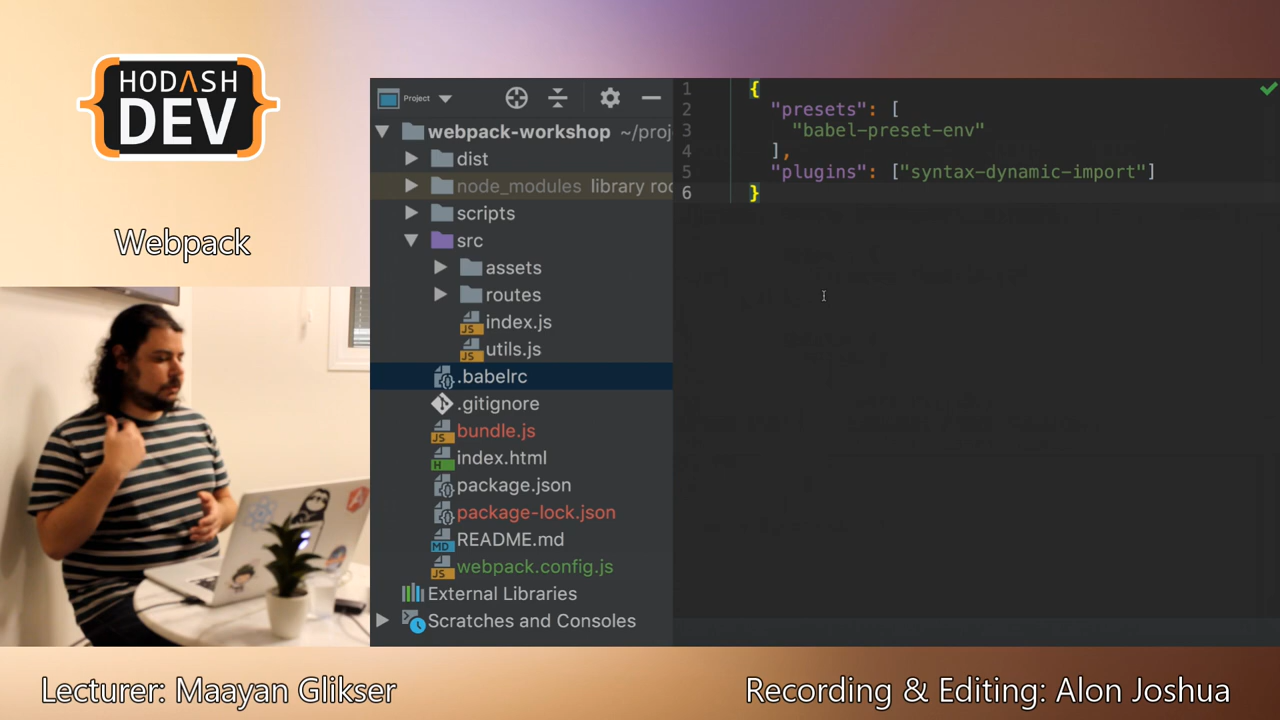 HODASH
DEV
Webpack
Project
webpack-workshop ~/proj
dist
node_modules library roo
scripts
src
assets
routes
index.js
utils.js
.babelrc
.gitignore
bundle.js
index.html
package.json
package-lock.json
README.md
webpack.config.js
External Libraries
Scratches and Consoles
1 {
2 "presets": [
3 "babel-preset-env"
4 ],
5 "plugins": ["syntax-dynamic-import"]
6 }
Lecturer: Maayan Glikser
Recording & Editing: Alon Joshua